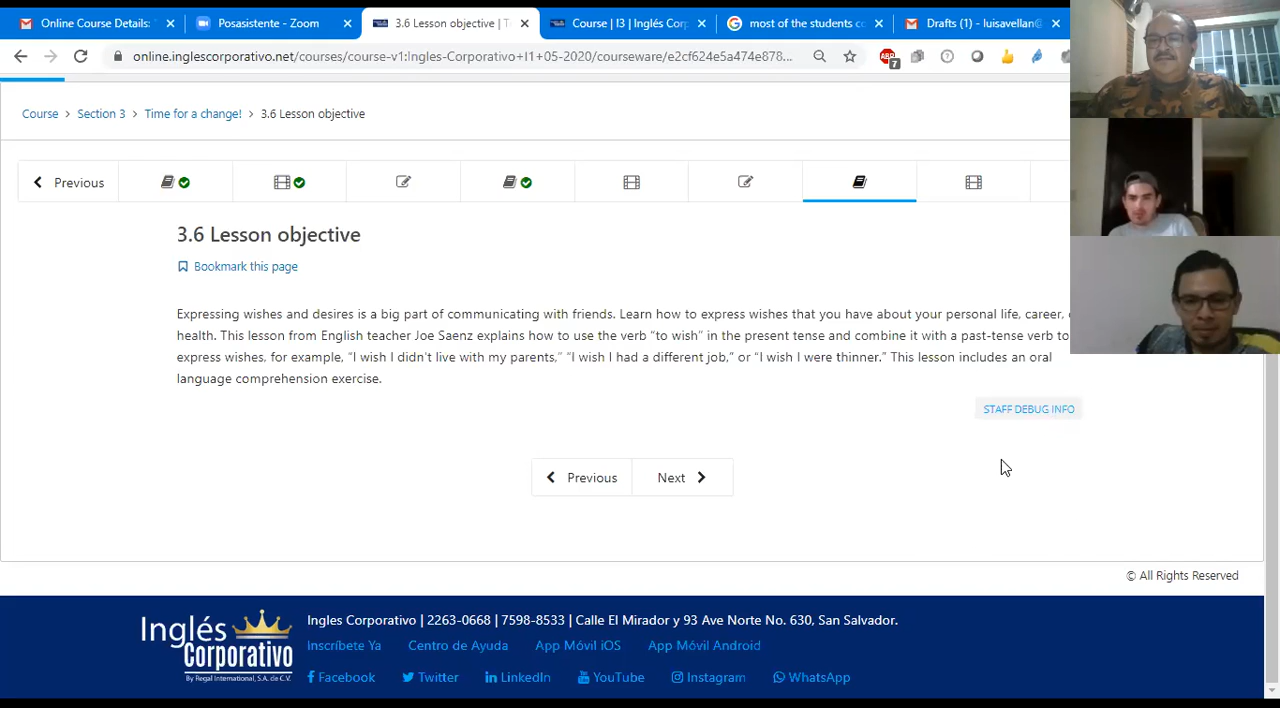 Online Course Details:
Posasistente - Zoom
3.6 Lesson objective | T
Course | I3 | Inglés Cor
most of the students c
Drafts (1) - luisavellan@
online.inglescorporativo.net/courses/course-v1:Ingles-Corporativo+I1+05-2020/courseware/e2cf624e5a474e878...
7
Course > Section 3 > Time for a change! > 3.6 Lesson objective
Previous
3.6 Lesson objective
Bookmark this page
Expressing wishes and desires is a big part of communicating with friends. Learn how to express wishes that you have about your personal life, career,
health. This lesson from English teacher Joe Saenz explains how to use the verb “to wish” in the present tense and combine it with a past-tense verb to
express wishes, for example, “I wish I didn't live with my parents,” “I wish I had a different job,” or “I wish I were thinner.” This lesson includes an oral
language comprehension exercise.
STAFF DEBUG INFO
Previous
Next
© All Rights Reserved
Inglés Corporativo
By Regal International, S.A. de C.V.
Ingles Corporativo | 2263-0668 | 7598-8533 | Calle El Mirador y 93 Ave Norte No. 630, San Salvador.
Inscríbete Ya Centro de Ayuda App Móvil iOS App Móvil Android
Facebook Twitter LinkedIn YouTube Instagram WhatsApp